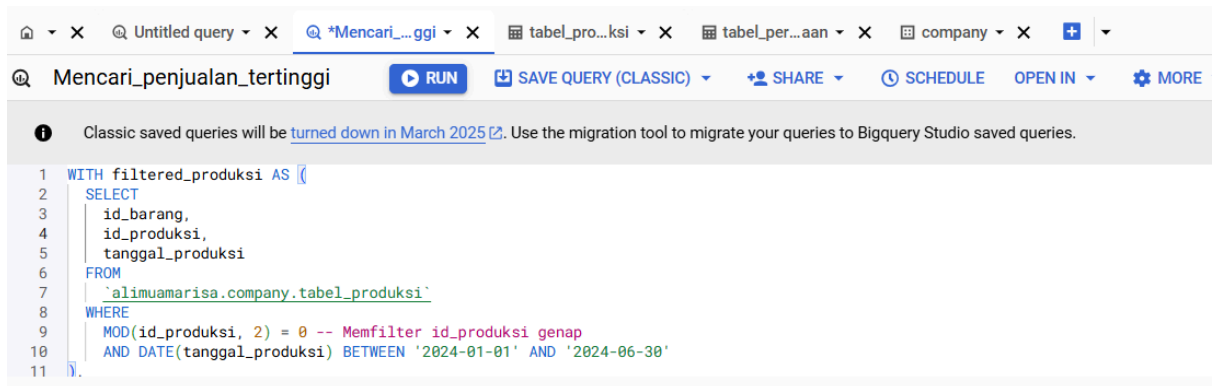 Untitled query *Mencari_...ggi tabel_pro...ksi tabel_per...aan company
Mencari_penjualan_tertinggi RUN SAVE QUERY (CLASSIC) SHARE SCHEDULE OPEN IN MORE
Classic saved queries will be turned down in March 2025. Use the migration tool to migrate your queries to Bigquery Studio saved queries.
1 WITH filtered_produksi AS (
2 SELECT
3 id_barang,
4 id_produksi,
5 tanggal_produksi
6 FROM
7 `alimuamarisa.company.tabel_produksi`
8 WHERE
9 MOD(id_produksi, 2) = 0 -- Memfilter id_produksi genap
10 AND DATE(tanggal_produksi) BETWEEN '2024-01-01' AND '2024-06-30'
11 ),